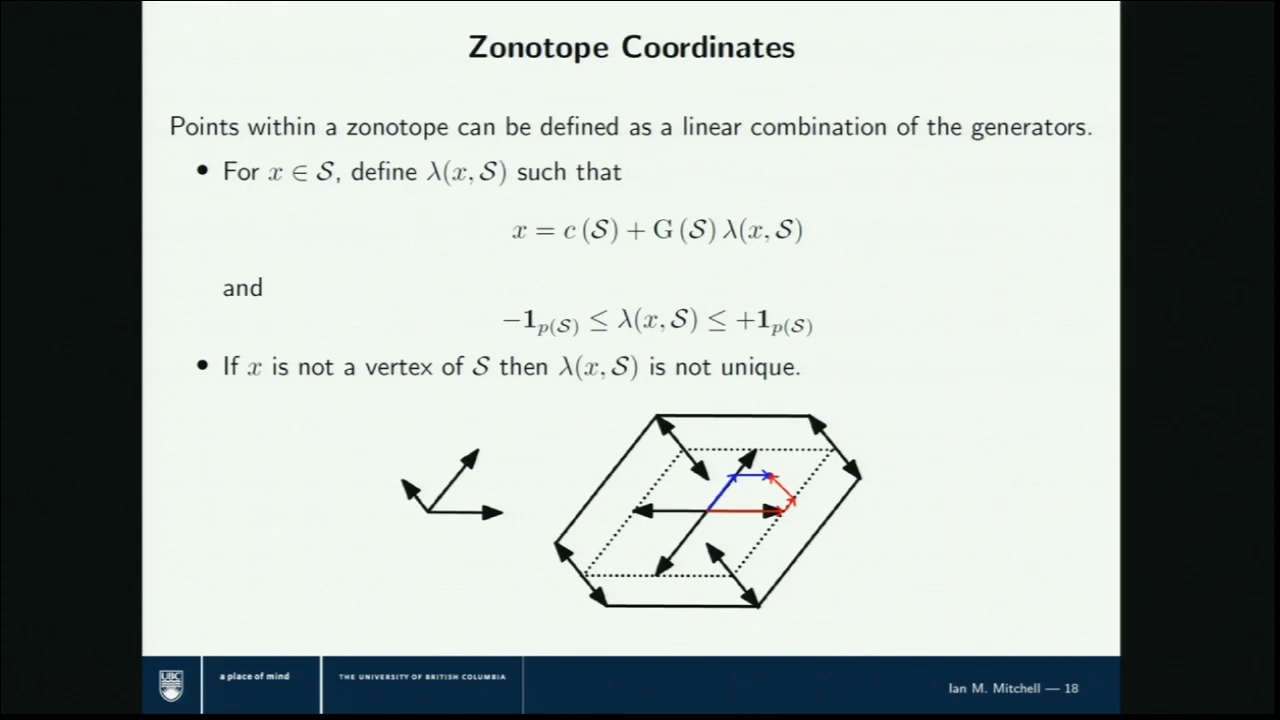 Zonotope Coordinates
Points within a zonotope can be defined as a linear combination of the generators.
• For x ∈ 𝒮, define λ(x, 𝒮) such that
x = c (𝒮) + G (𝒮) λ(x, 𝒮)
and
−𝟏_{p(𝒮)} ≤ λ(x, 𝒮) ≤ +𝟏_{p(𝒮)}
• If x is not a vertex of 𝒮 then λ(x, 𝒮) is not unique.
UBC
a place of mind
THE UNIVERSITY OF BRITISH COLUMBIA
Ian M. Mitchell — 18